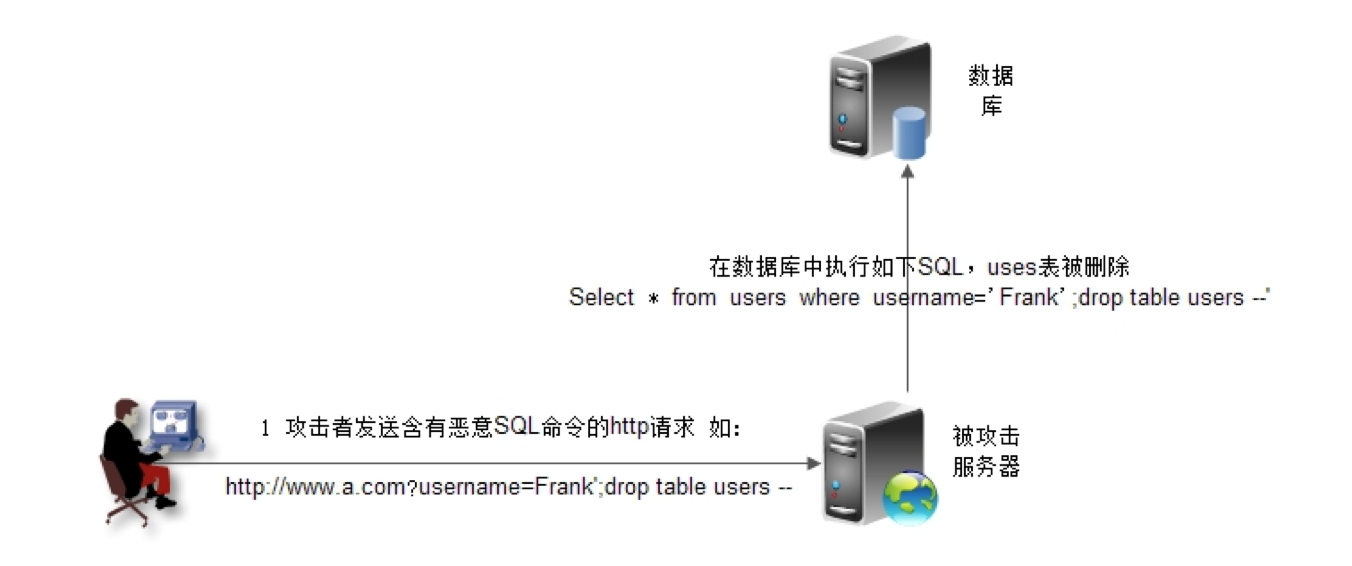 数据
库
在数据库中执行如下SQL，uses表被删除
Select * from users where username='Frank';drop table users --'
1 攻击者发送含有恶意SQL命令的http请求 如：
http://www.a.com?username=Frank';drop table users --
被攻击
服务器